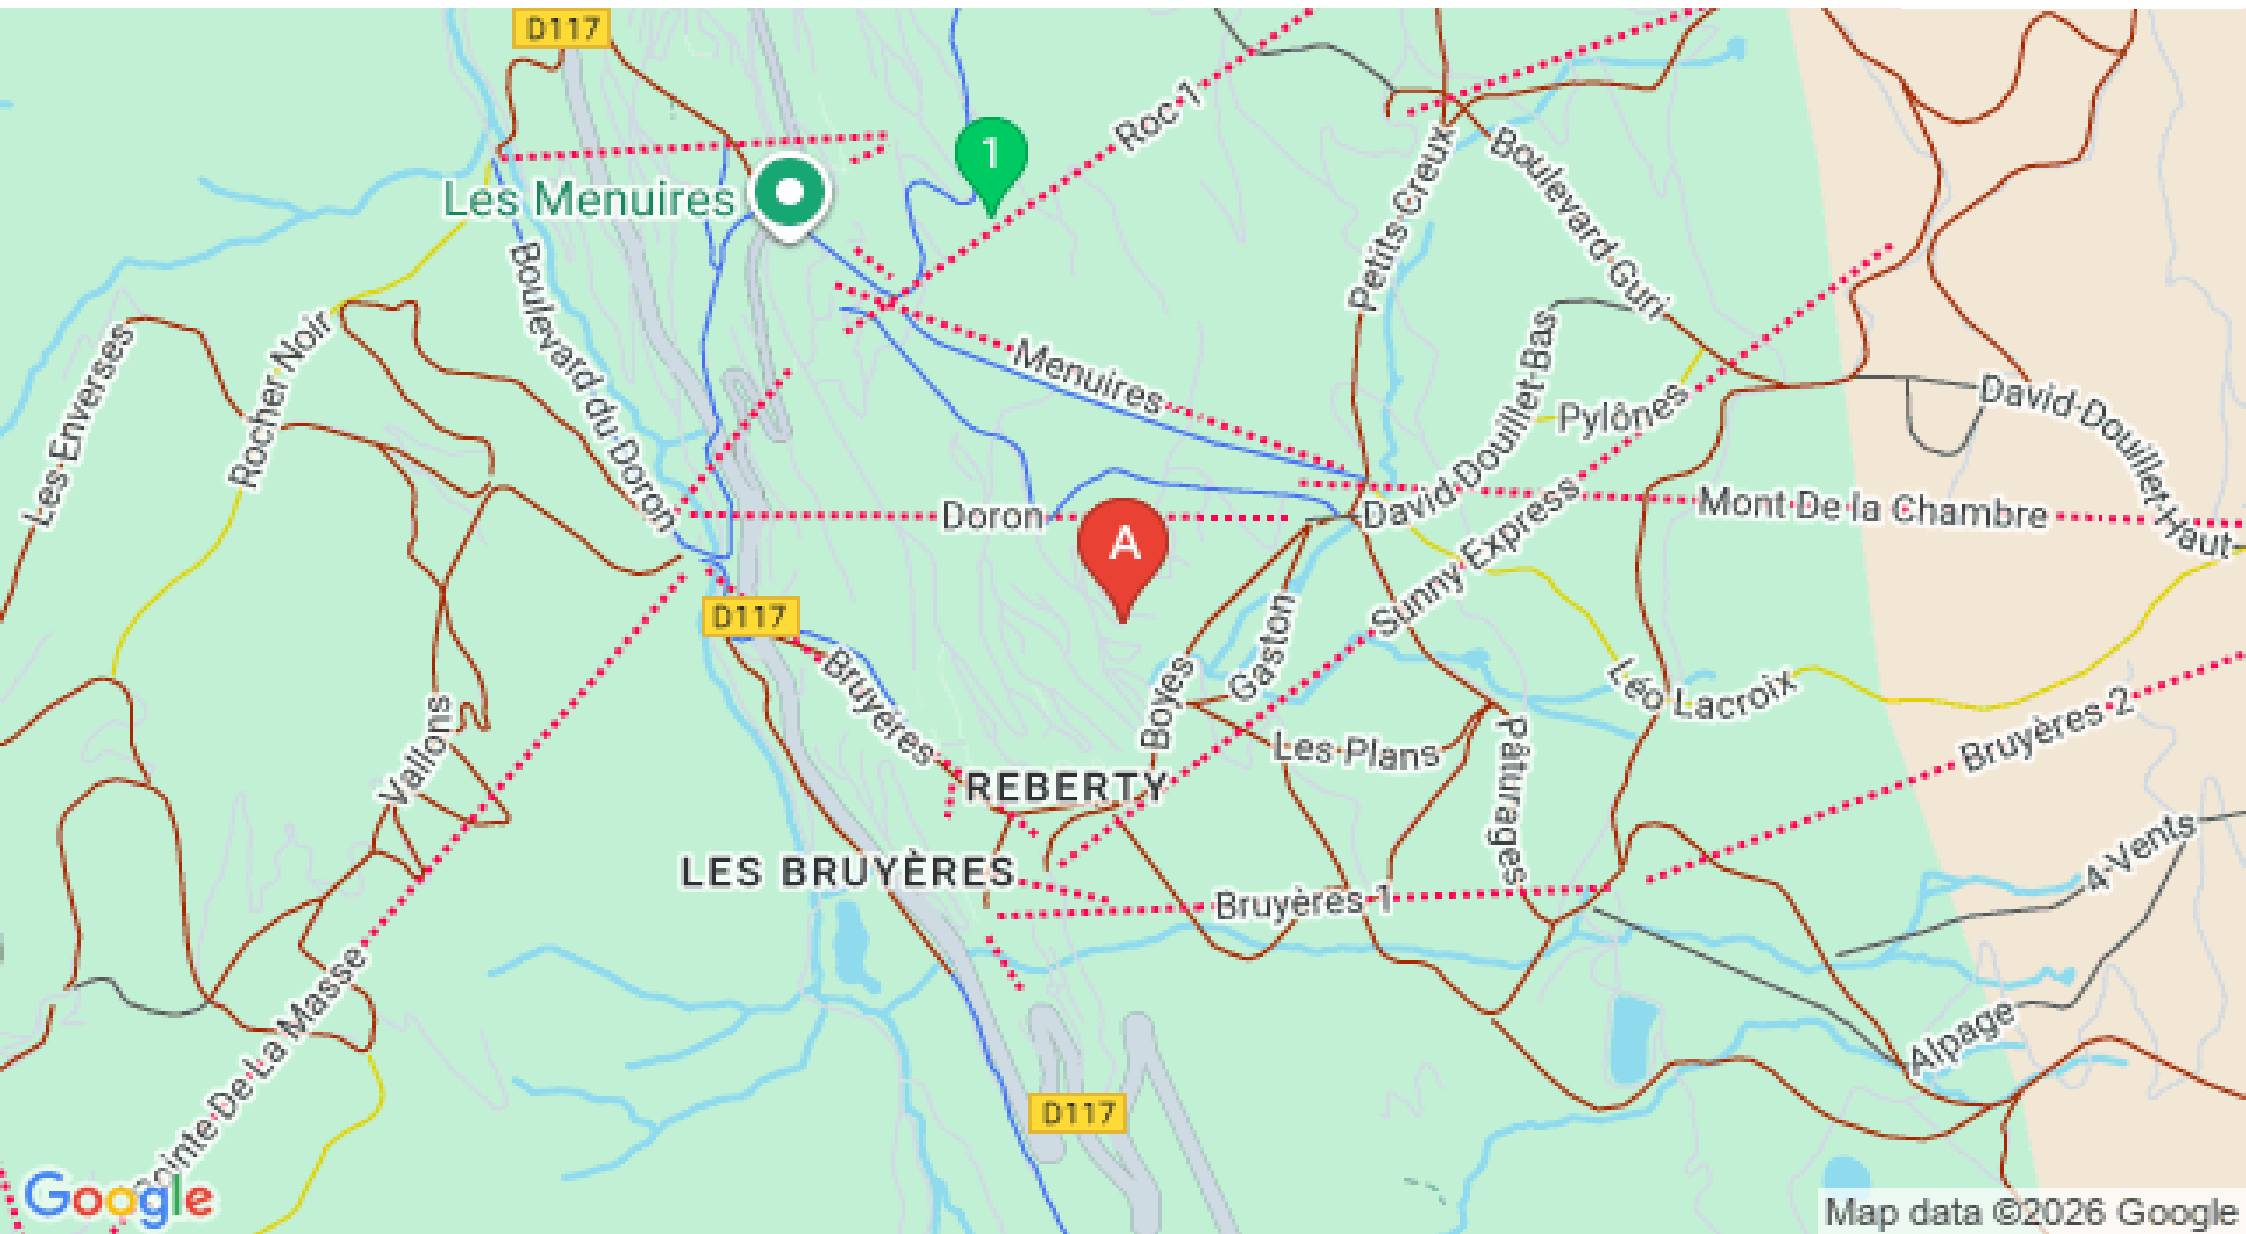 D117
Roc 1
1
Les Menuires
Petits Creux
Boulevard Guri
Boulevard du Doron
Les Enverses
Rocher Noir
Menuires
David Douillet Bas
Pylônes
David Douillet Haut
Doron
A
Sunny Express
Mont De la Chambre
D117
Bruyères
Boyes
Gaston
Léo Lacroix
Vallons
Les Plans
Pâturages
Bruyères 2
REBERTY
LES BRUYÈRES
Bruyères 1
4 Vents
Pointe De La Masse
Alpage
D117
Google
Map data ©2026 Google